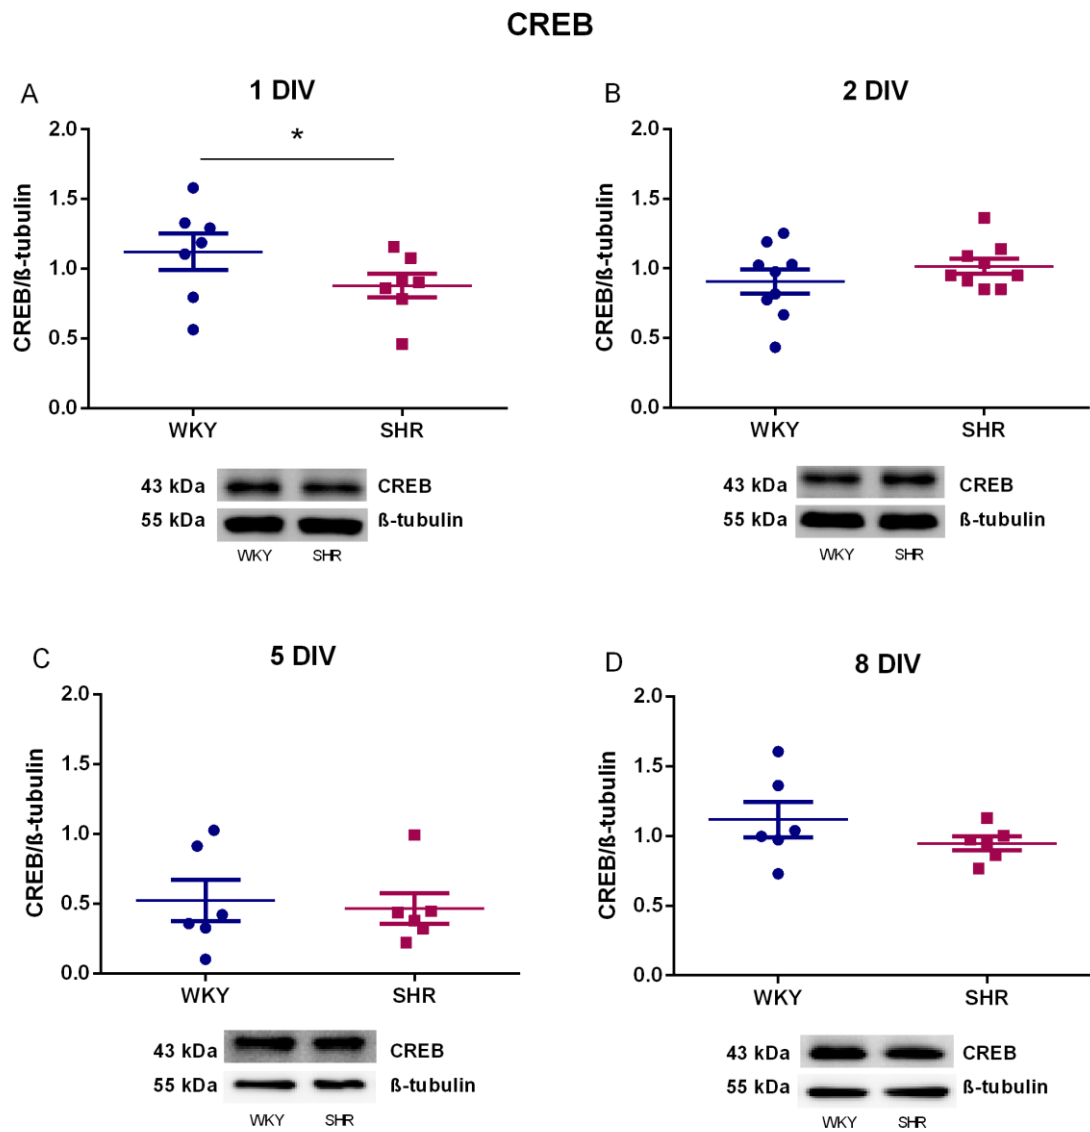 CREB
A
1 DIV
*
2.0
1.5
1.0
0.5
0.0
CREB/ß-tubulin
WKY SHR
43 kDa CREB
55 kDa ß-tubulin
WKY SHR
B
2 DIV
2.0
1.5
1.0
0.5
0.0
CREB/ß-tubulin
WKY SHR
43 kDa CREB
55 kDa ß-tubulin
WKY SHR
C
5 DIV
2.0
1.5
1.0
0.5
0.0
CREB/ß-tubulin
WKY SHR
43 kDa CREB
55 kDa ß-tubulin
WKY SHR
D
8 DIV
2.0
1.5
1.0
0.5
0.0
CREB/ß-tubulin
WKY SHR
43 kDa CREB
55 kDa ß-tubulin
WKY SHR